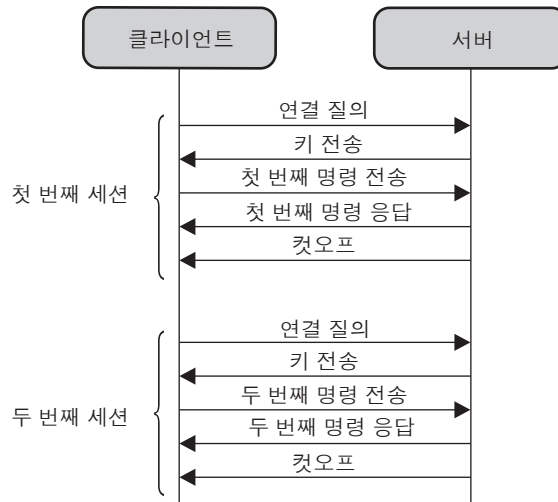 클라이언트
서버
연결 질의
키 전송
첫 번째 명령 전송
첫 번째 세션
첫 번째 명령 응답
컷오프
연결 질의
키 전송
두 번째 명령 전송
두 번째 세션
두 번째 명령 응답
컷오프